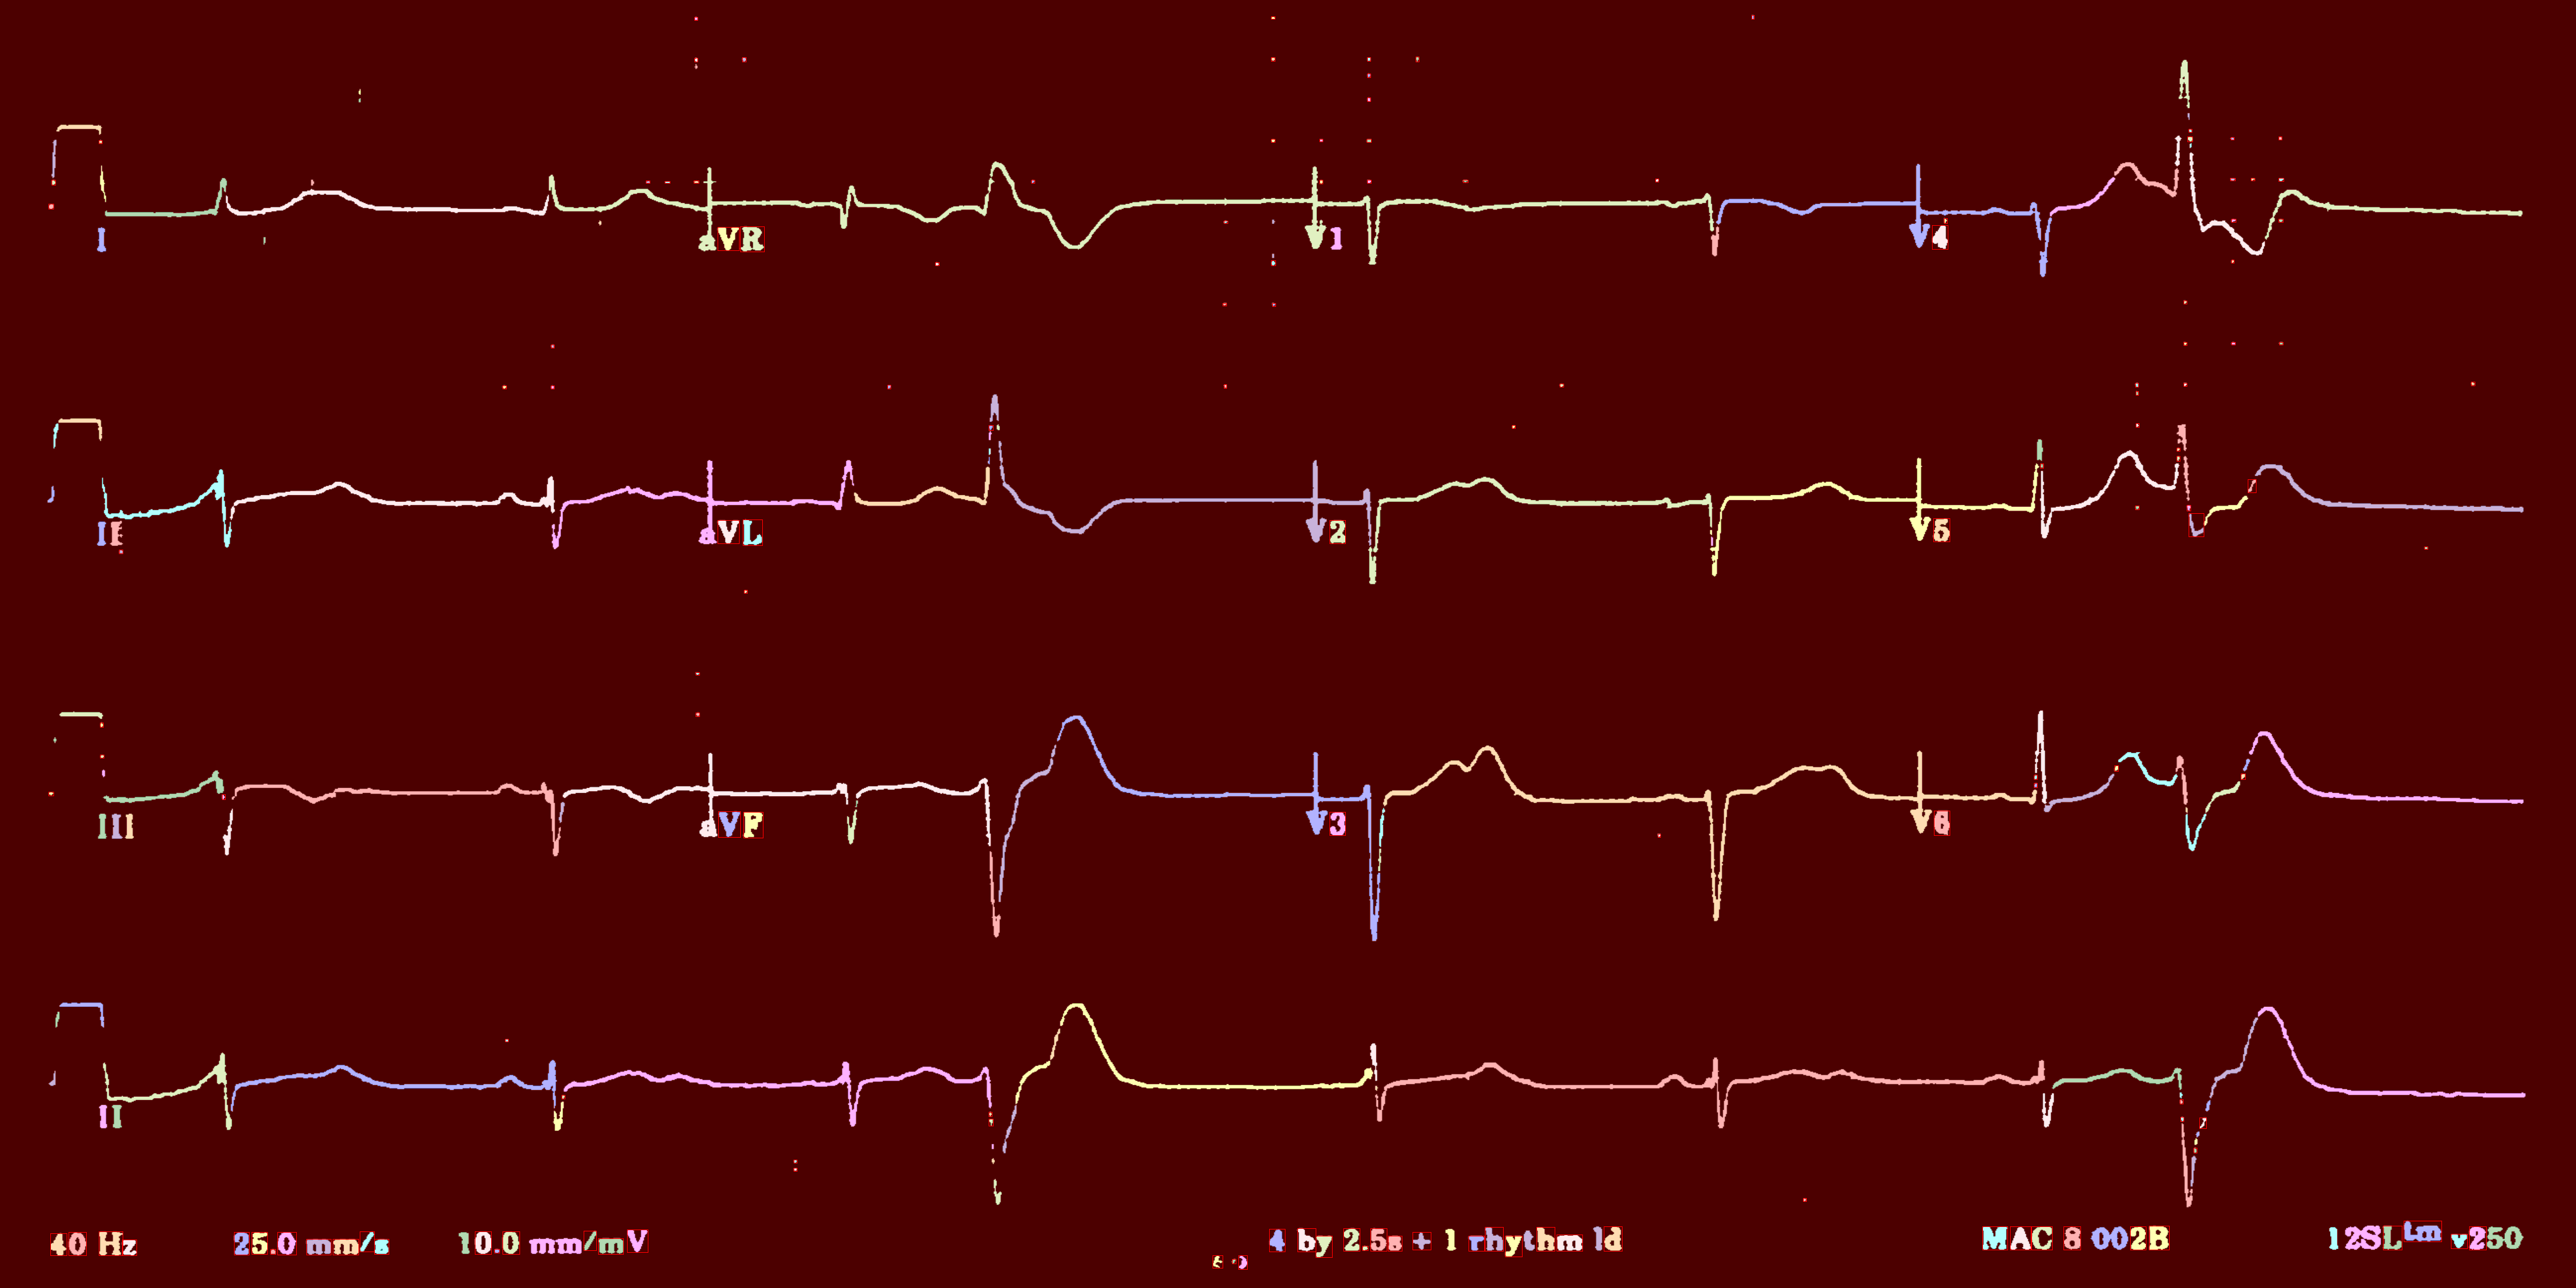 I aVR V1 V4
II aVL V2 V5
III aVF V3 V6
II
40 Hz 25.0 mm/s 10.0 mm/mV 4 by 2.5s + 1 rhythm ld MAC 8 002B 12SLtm v250